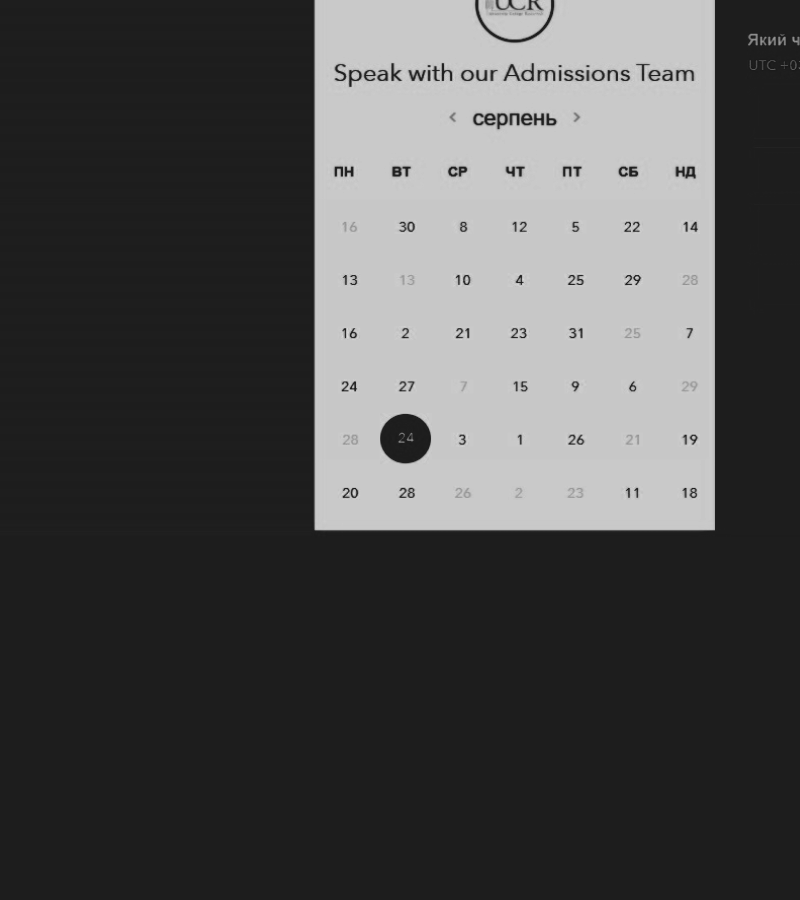 UCR
Speak with our Admissions Team
‹ серпень ›
ПН ВТ СР ЧТ ПТ СБ НД
16 30 8 12 5 22 14
13 13 10 4 25 29 28
16 2 21 23 31 25 7
24 27 7 15 9 6 29
28 24 3 1 26 21 19
20 28 26 2 23 11 18
Який
UTC